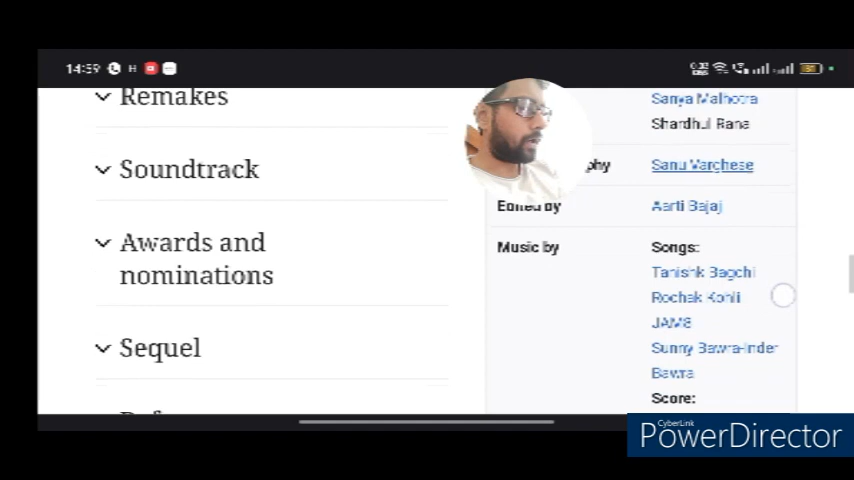 14:59
H
Remakes
Sanya Malhotra
Shardhul Rana
Soundtrack
phy
Sanu Varghese
Edited by
Aarti Bajaj
Awards and
nominations
Music by
Songs:
Tanishk Bagchi
Rochak Kohli
JAM8
Sunny Bawra-Inder
Bawra
Sequel
Score:
CyberLink
PowerDirector